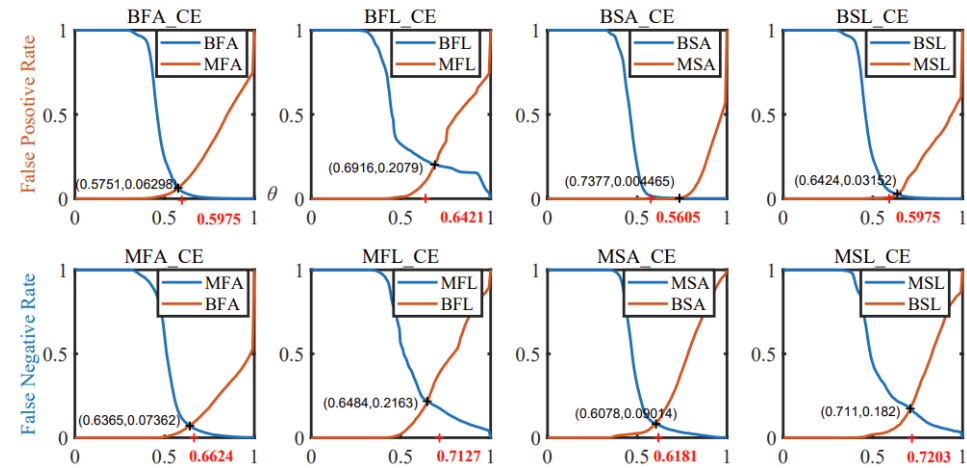 BFA_CE BFL_CE BSA_CE BSL_CE
False Posotive Rate
1 1 1 1
BFA BFL BSA BSL
MFA MFL MSA MSL
0.5 0.5 0.5 0.5
(0.5751,0.06298) (0.6916,0.2079) (0.7377,0.004465) (0.6424,0.03152)
0 θ 0 0 0
0 0.5 0.5975 1 0 0.5 0.6421 1 0 0.5 0.5605 1 0 0.5 0.5975 1
MFA_CE MFL_CE MSA_CE MSL_CE
False Negative Rate
1 1 1 1
MFA MFL MSA MSL
BFA BFL BSA BSL
0.5 0.5 0.5 0.5
(0.6365,0.07362) (0.6484,0.2163) (0.6078,0.09014) (0.711,0.182)
0 0 0 0
0 0.5 0.6624 1 0 0.5 0.7127 1 0 0.5 0.6181 1 0 0.5 0.7203 1